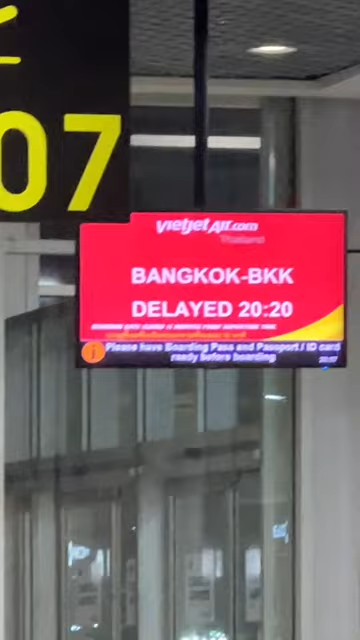 07
vietjetAir.com
Thailand
BANGKOK-BKK
DELAYED 20:20
Please have Boarding Pass and Passport / ID card
ready before boarding